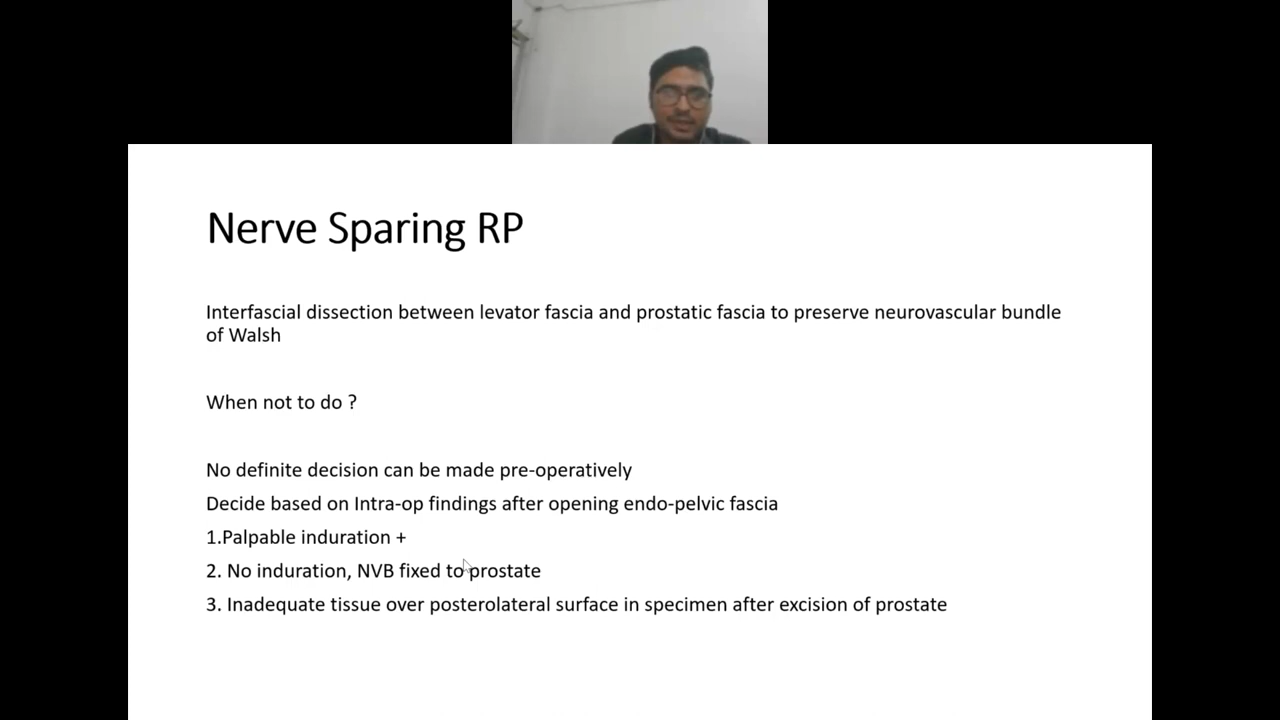 Nerve Sparing RP
Interfascial dissection between levator fascia and prostatic fascia to preserve neurovascular bundle
of Walsh
When not to do ?
No definite decision can be made pre-operatively
Decide based on Intra-op findings after opening endo-pelvic fascia
1.Palpable induration +
2. No induration, NVB fixed to prostate
3. Inadequate tissue over posterolateral surface in specimen after excision of prostate